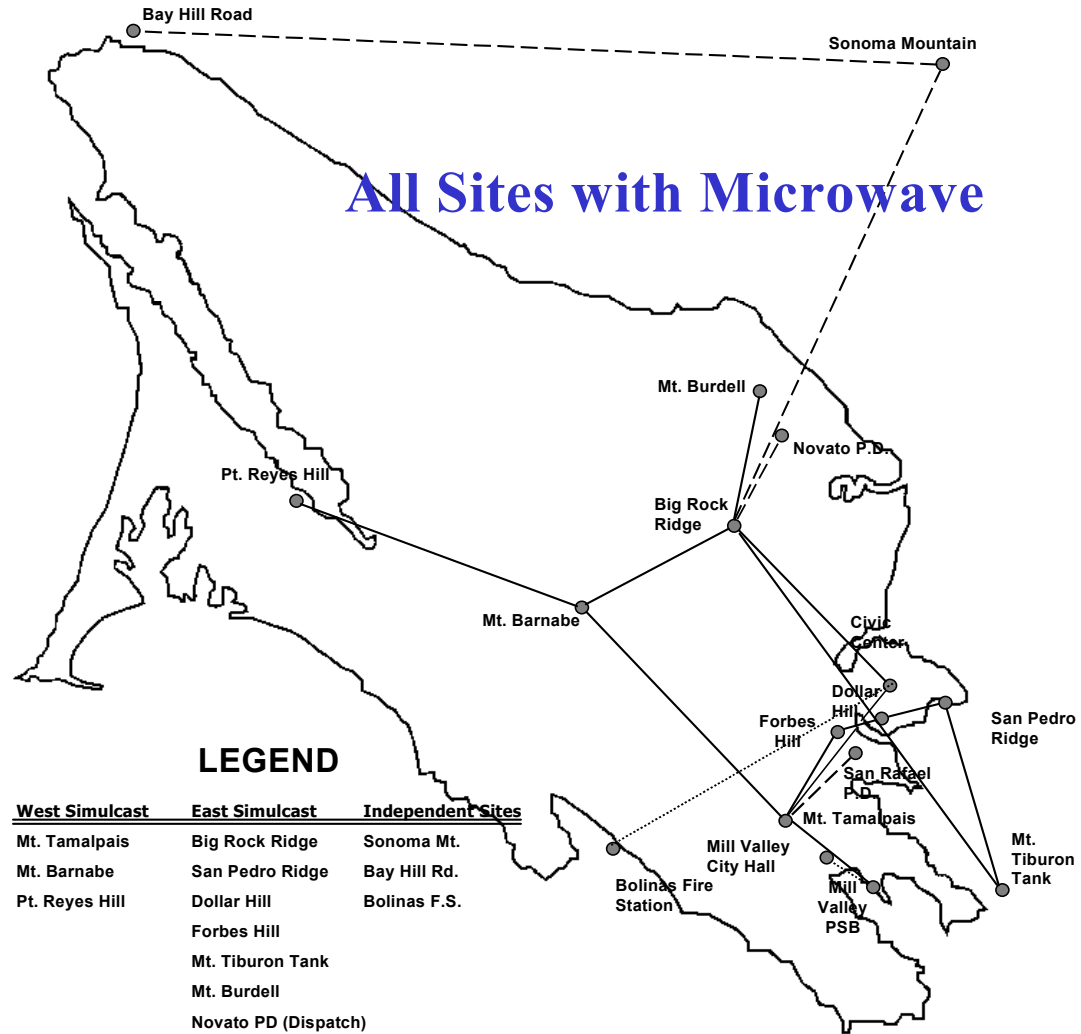 Bay Hill Road
Sonoma Mountain
All Sites with Microwave
Mt. Burdell
Novato P.D.
Pt. Reyes Hill
Big Rock
Ridge
Mt. Barnabe
Civic
Center
Dollar
Hill
Forbes
Hill
San Pedro
Ridge
San Rafael
P.D.
Mt. Tamalpais
Mill Valley
City Hall
Mt.
Tiburon
Tank
Mill
Valley
PSB
Bolinas Fire
Station
LEGEND
West Simulcast East Simulcast Independent Sites
Mt. Tamalpais Big Rock Ridge Sonoma Mt.
Mt. Barnabe San Pedro Ridge Bay Hill Rd.
Pt. Reyes Hill Dollar Hill Bolinas F.S.
Forbes Hill
Mt. Tiburon Tank
Mt. Burdell
Novato PD (Dispatch)